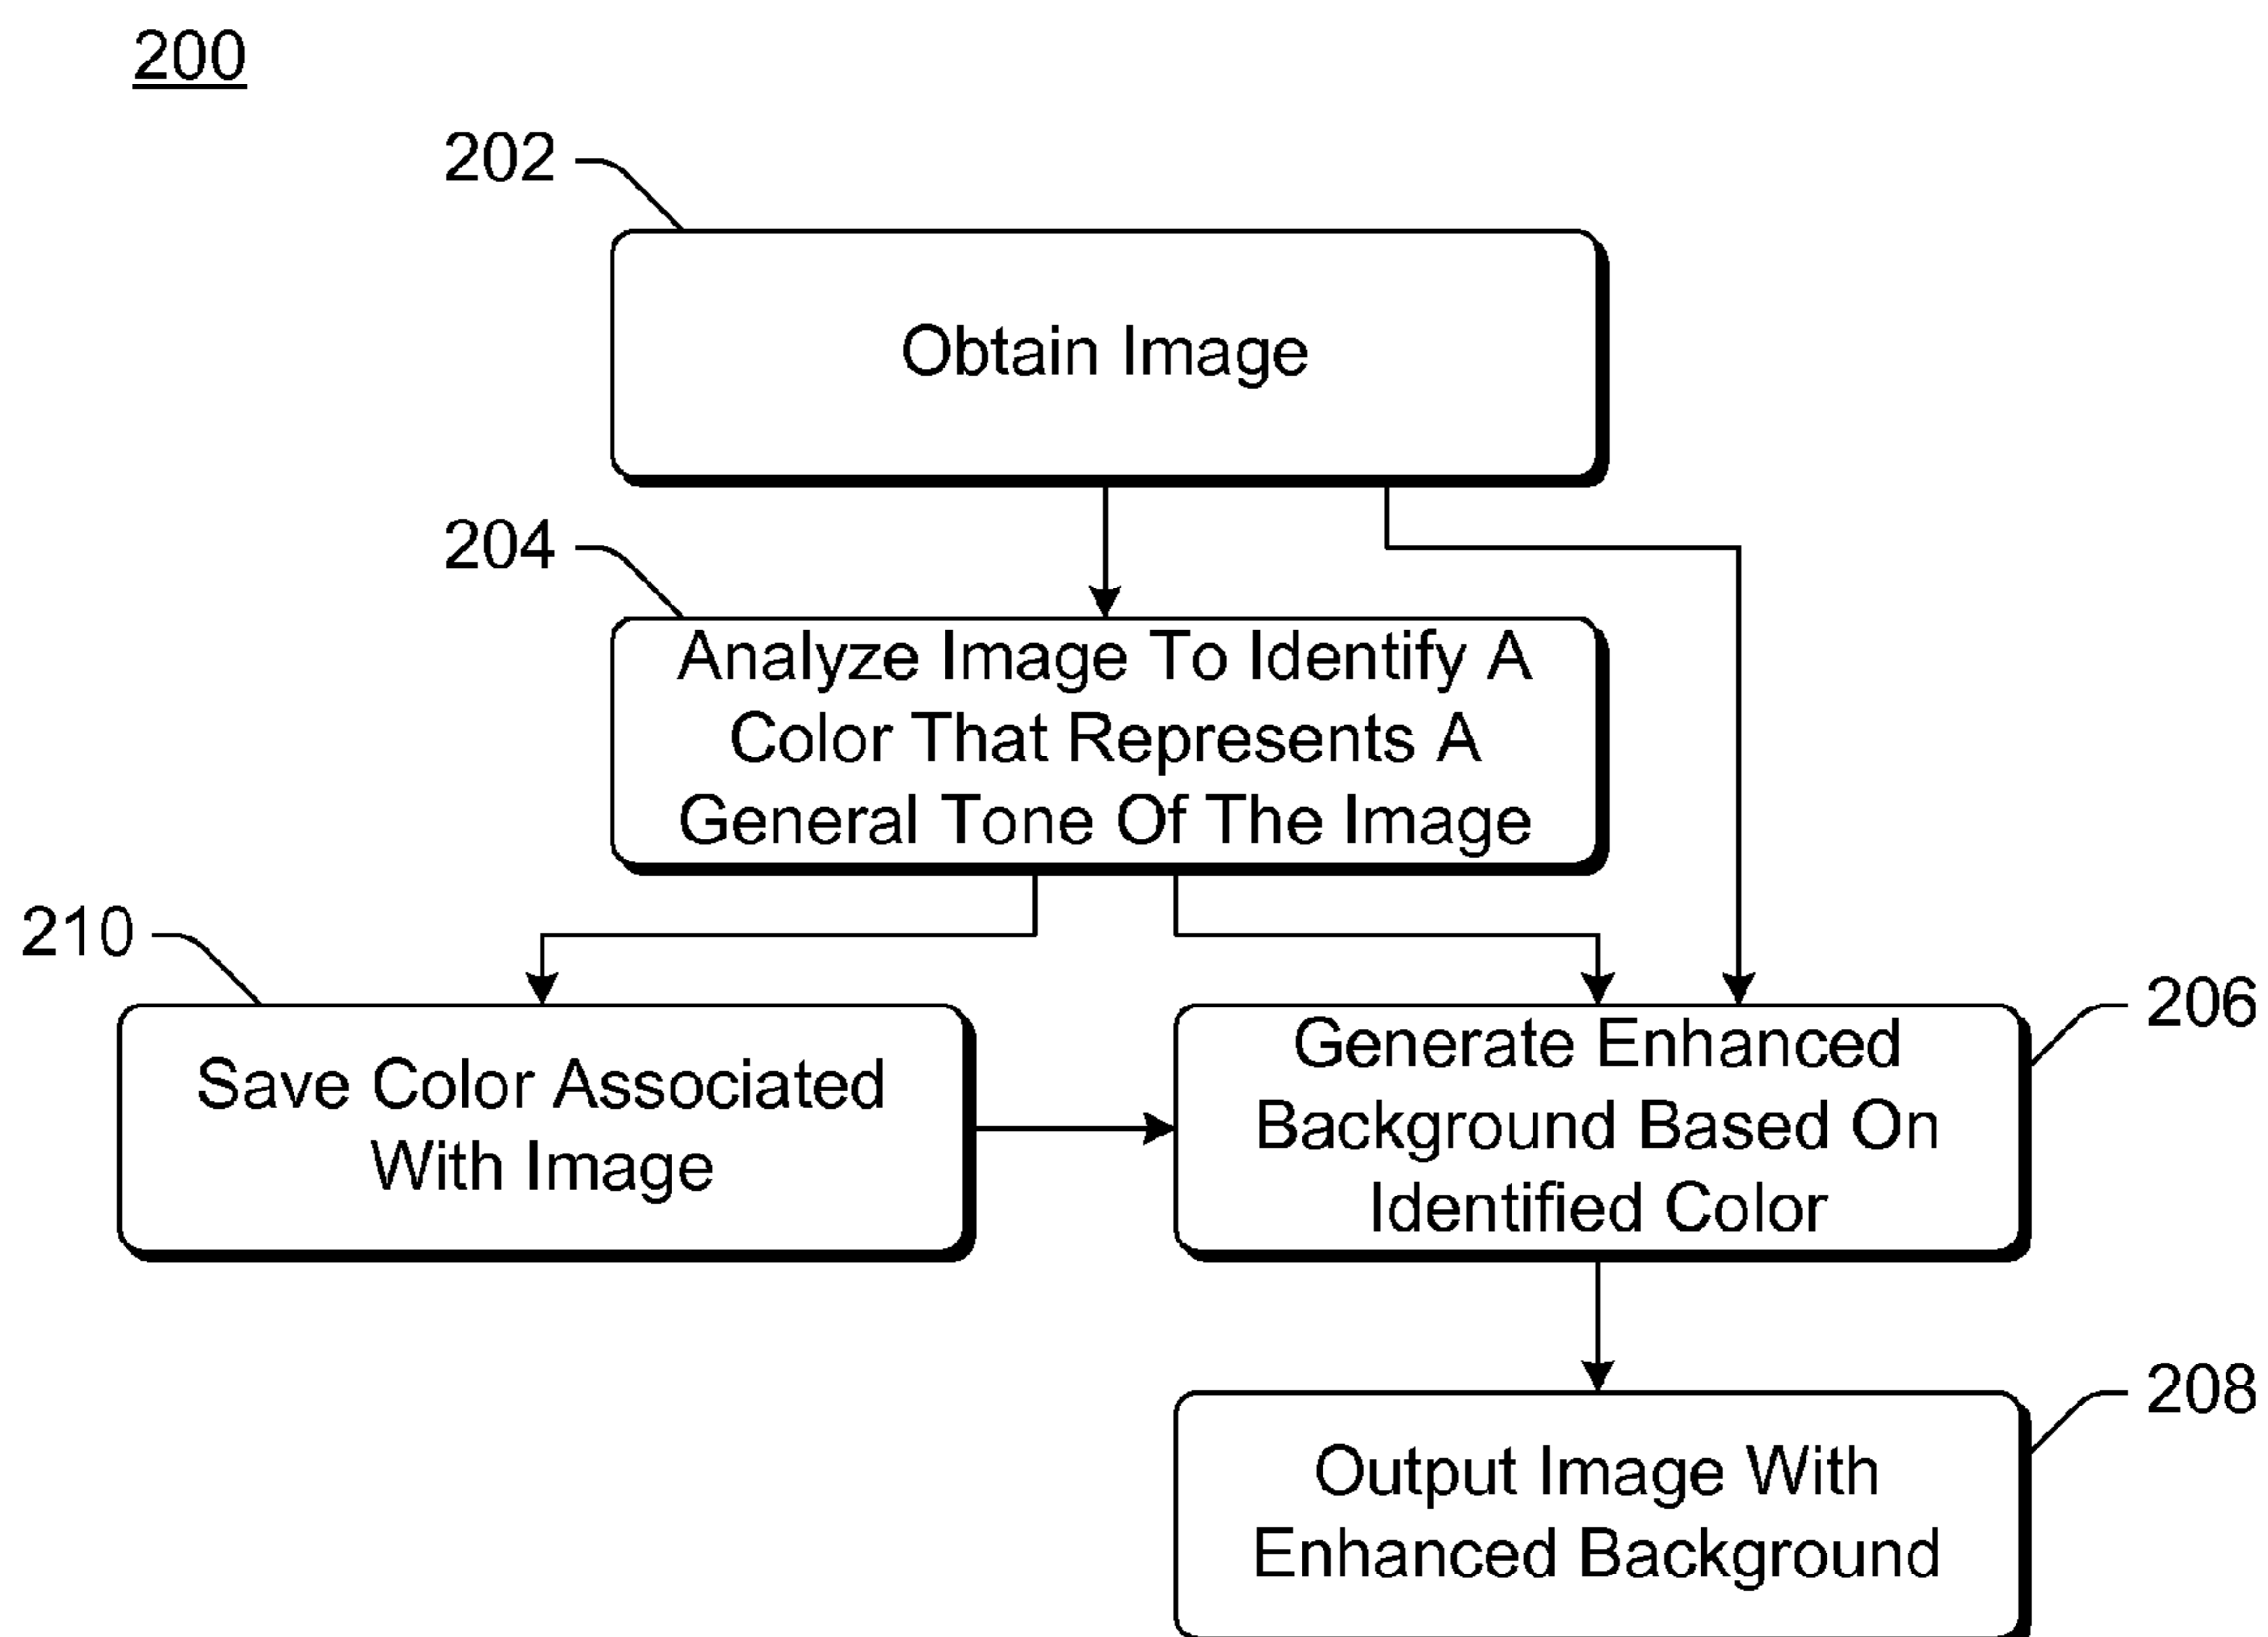 200
202
Obtain Image
204
Analyze Image To Identify A
Color That Represents A
General Tone Of The Image
210
Save Color Associated
With Image
206
Generate Enhanced
Background Based On
Identified Color
208
Output Image With
Enhanced Background